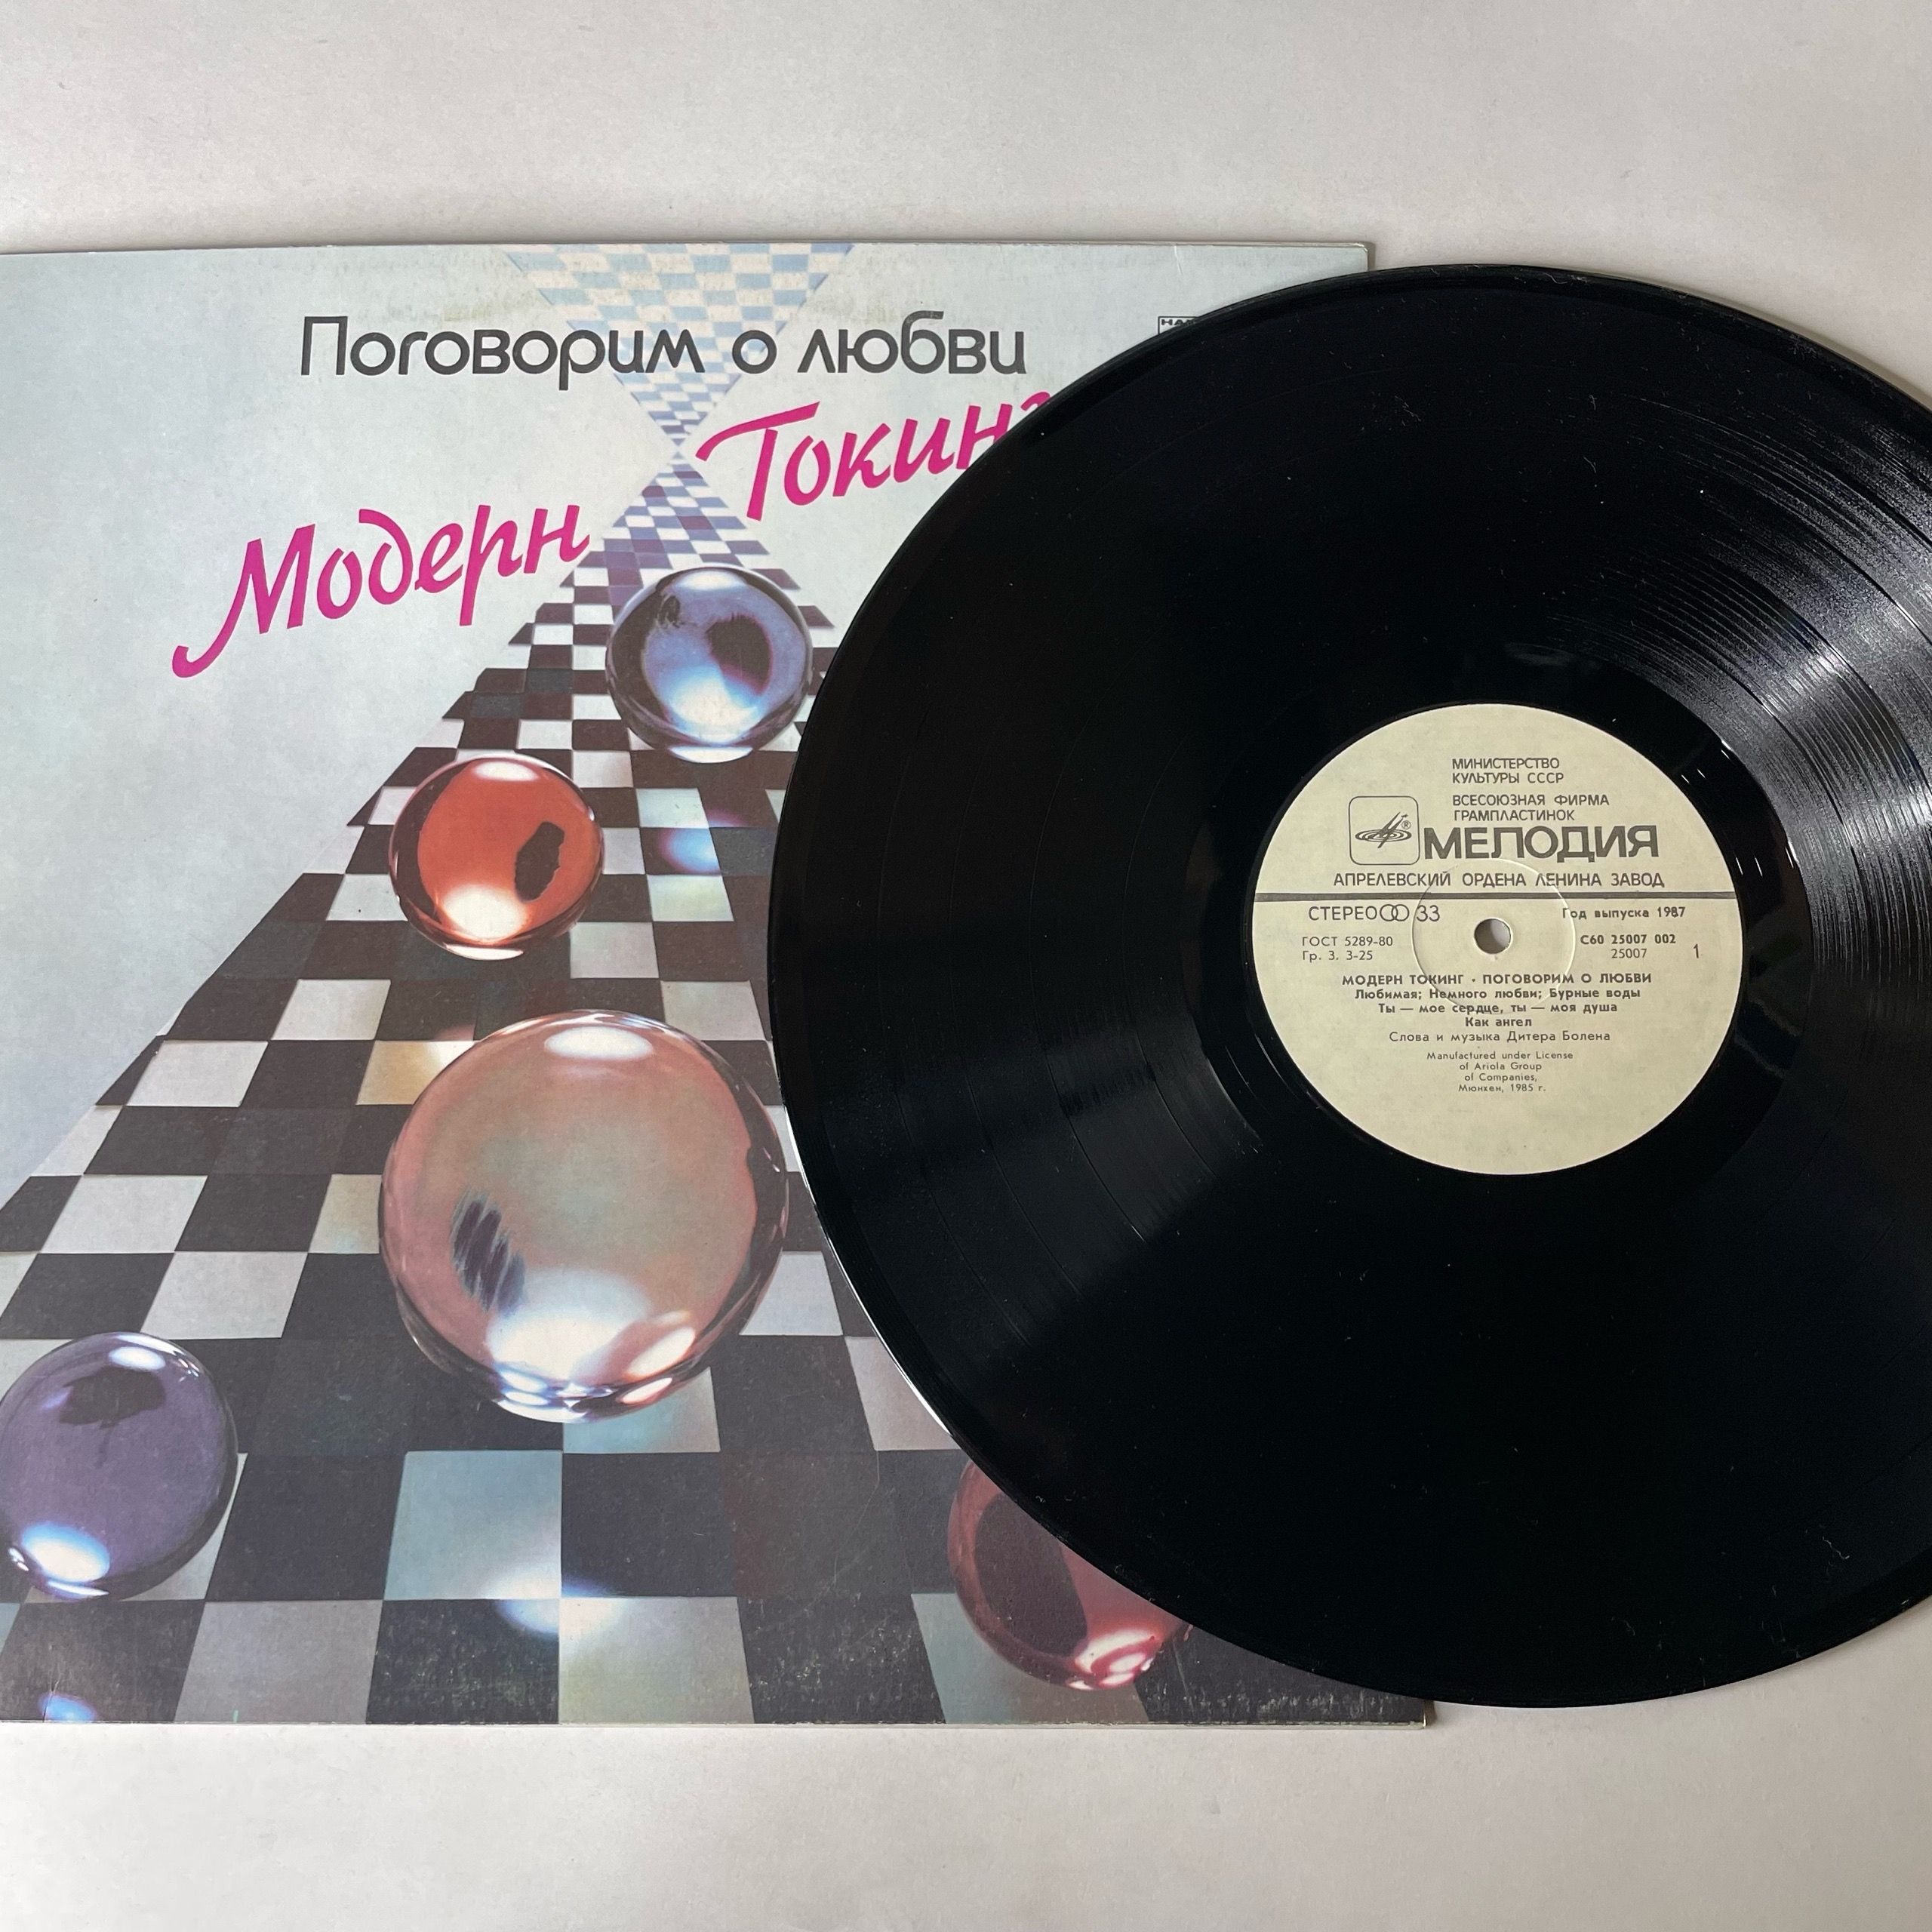 Поговорим о любви
Модерн Токинг
МИНИСТЕРСТВО
КУЛЬТУРЫ СССР
ВСЕСОЮЗНАЯ ФИРМА
ГРАМПЛАСТИНОК
МЕЛОДИЯ
АПРЕЛЕВСКИЙ ОРДЕНА ЛЕНИНА ЗАВОД
СТЕРЕО 33
Год выпуска 1987
ГОСТ 5289-80
С60 25007 002
Гр. 3. 3-25
25007
1
МОДЕРН ТОКИНГ · ПОГОВОРИМ О ЛЮБВИ
Любимая; Немного любви; Бурные воды
Ты — мое сердце, ты — моя душа
Как ангел
Слова и музыка Дитера Болена
Manufactured under License
of Ariola Group
of Companies,
Мюнхен, 1985 г.